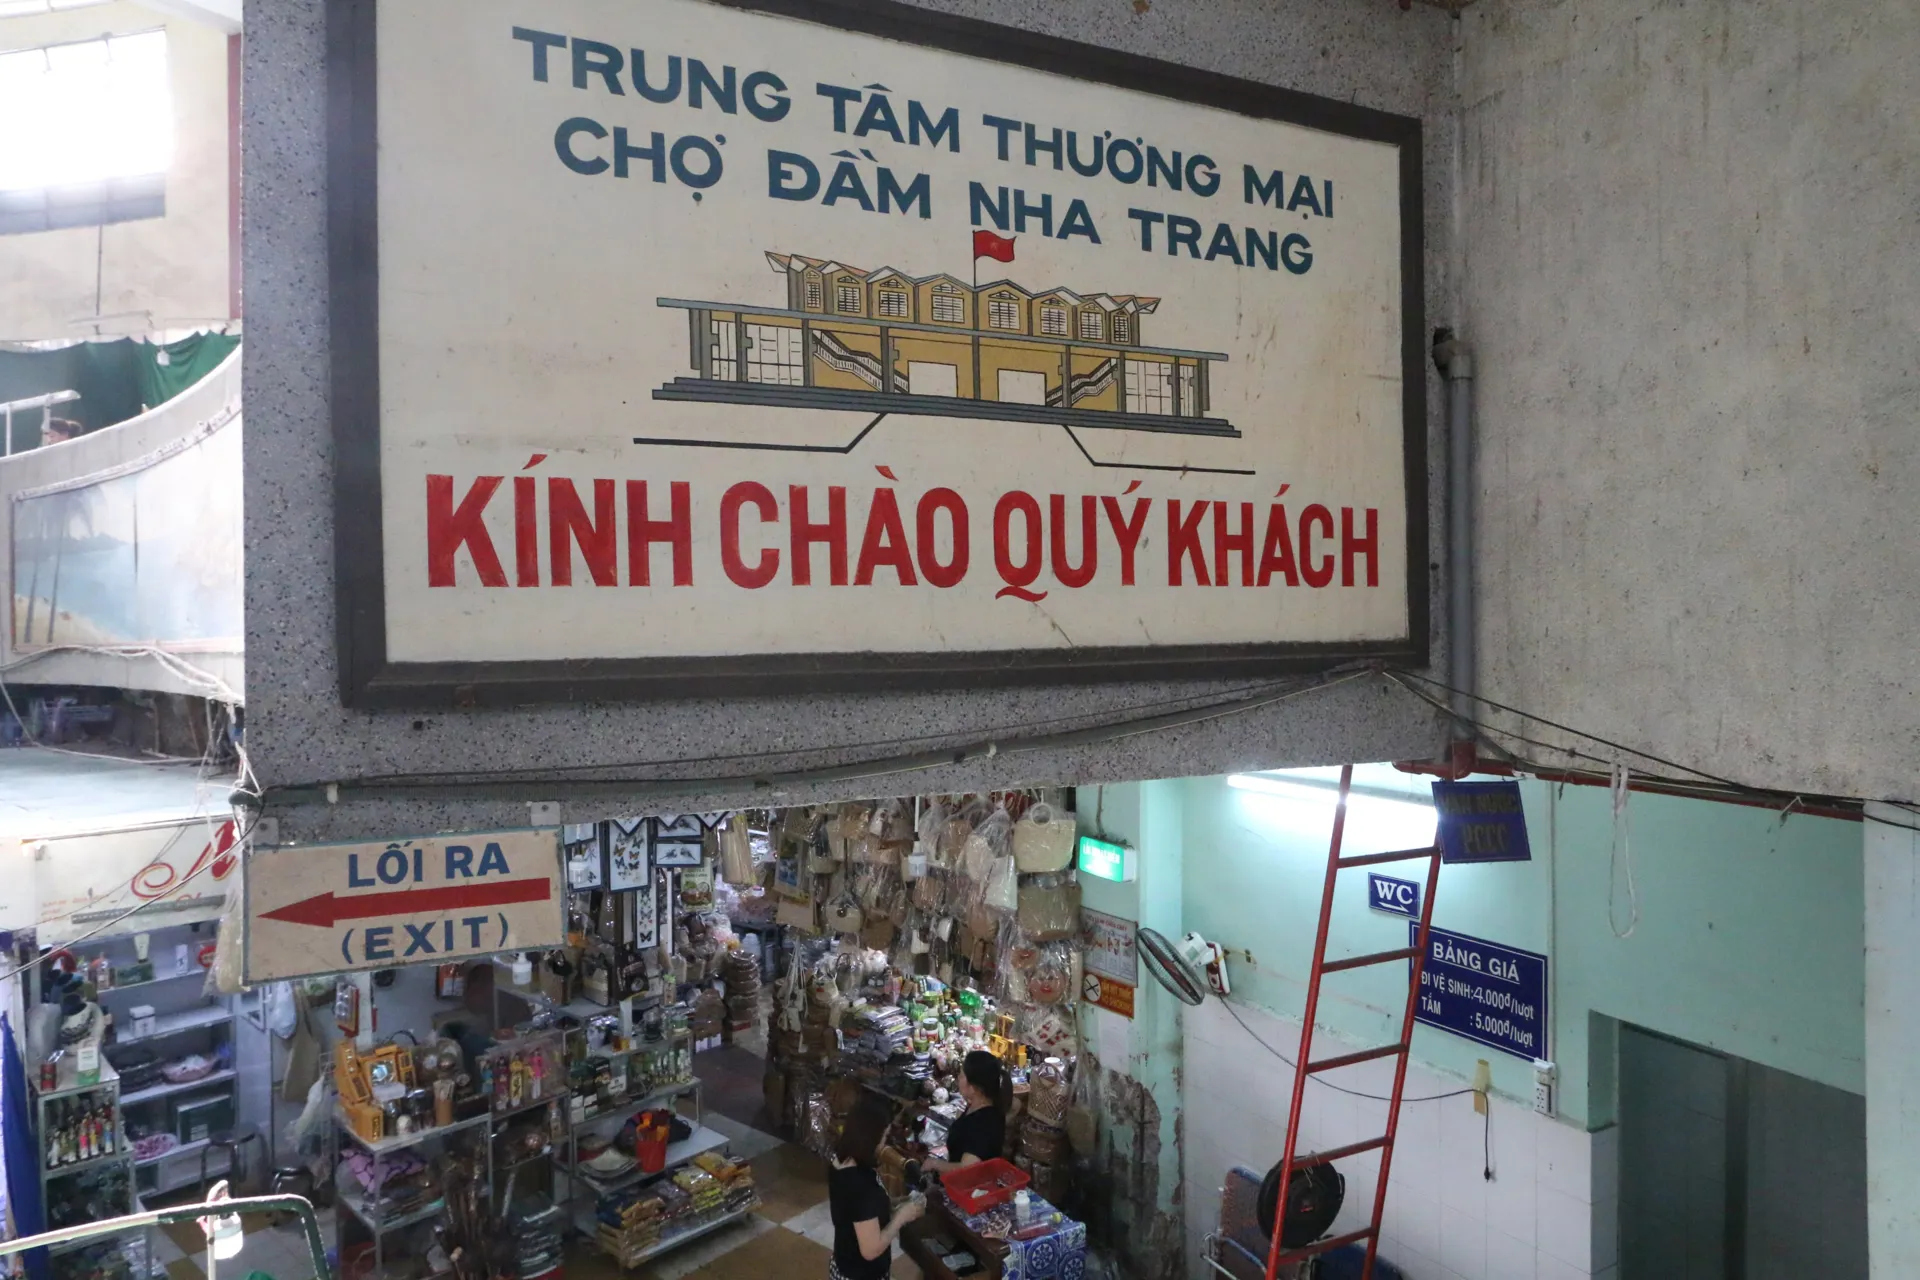 TRUNG TÂM THƯƠNG MẠI
CHỢ ĐẦM NHA TRANG
KÍNH CHÀO QUÝ KHÁCH
LỐI RA
(EXIT)
PCCC
WC
BẢNG GIÁ
ĐI VỆ SINH: 4.000đ/lượt
TẮM : 5.000đ/lượt